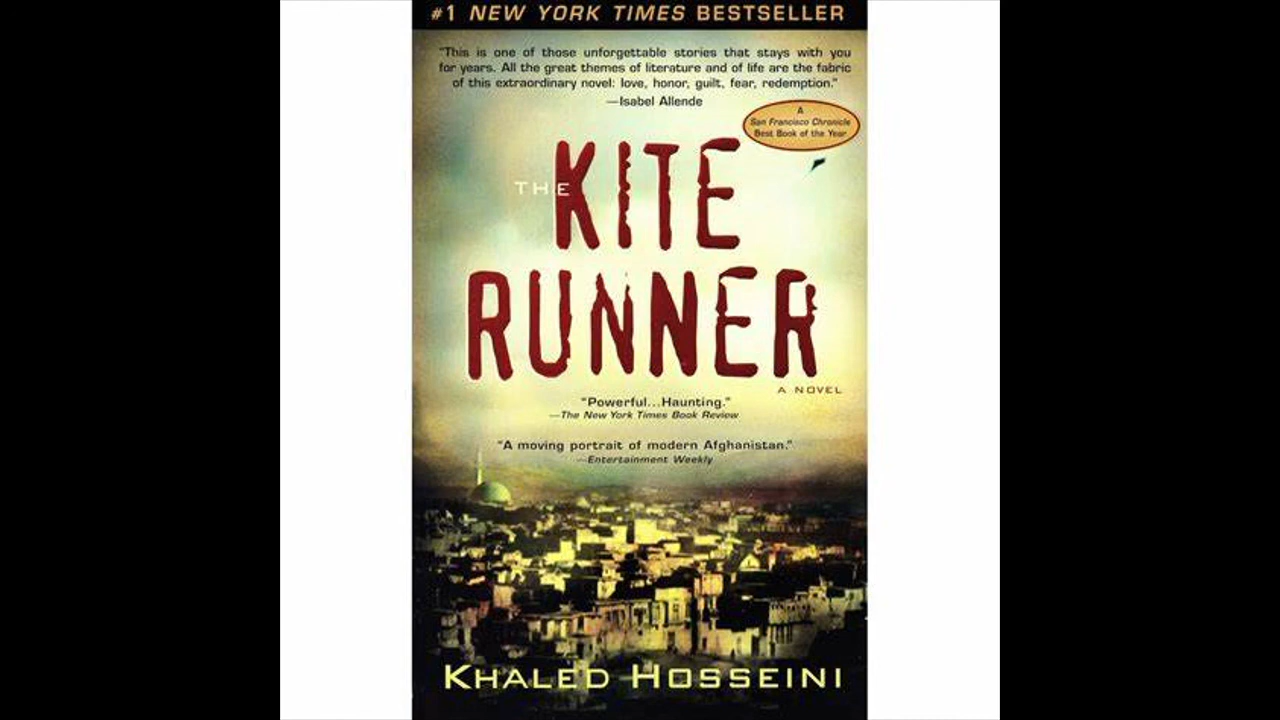 #1 NEW YORK TIMES BESTSELLER
"This is one of those unforgettable stories that stays with you
for years. All the great themes of literature and of life are the fabric
of this extraordinary novel: love, honor, guilt, fear, redemption."
—Isabel Allende
A
San Francisco Chronicle
Best Book of the Year
THE KITE
RUNNER
A NOVEL
"Powerful...Haunting."
—The New York Times Book Review
"A moving portrait of modern Afghanistan."
—Entertainment Weekly
KHALED HOSSEINI